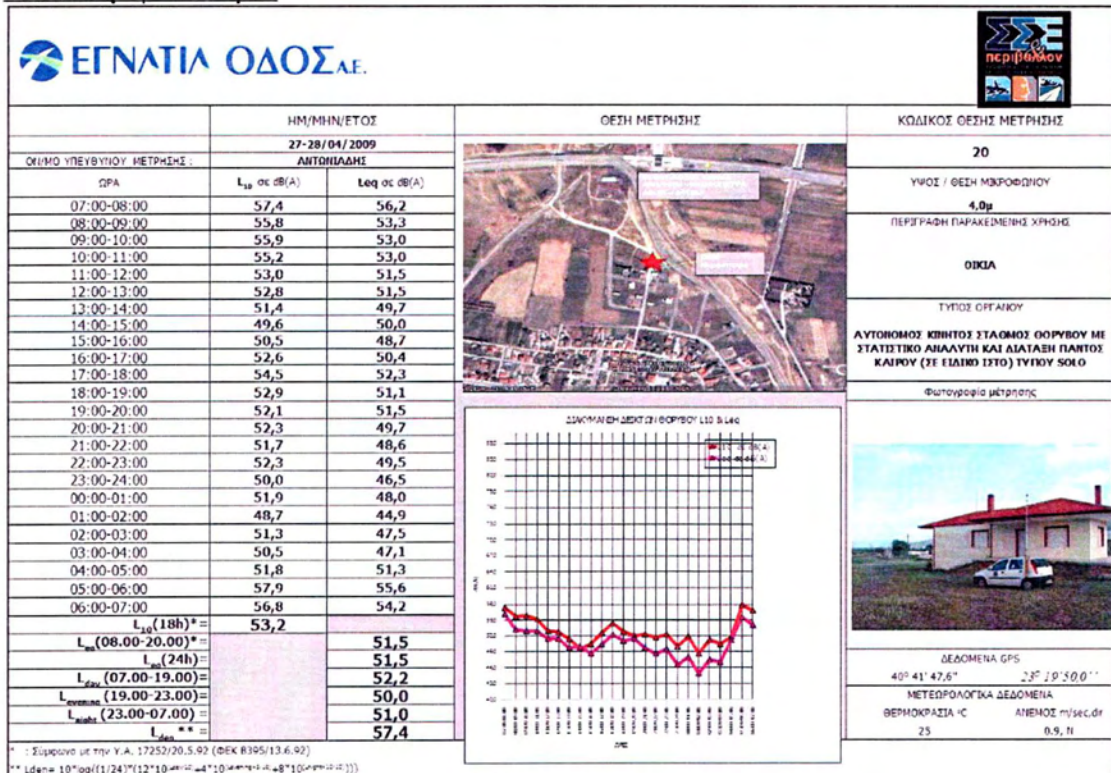 ΕΓΝΑΤΙΑ ΟΔΟΣ Α.Ε.
ΣΣΕ
&
περιβάλλον
ΗΜ/ΜΗΝ/ΕΤΟΣ
ΘΕΣΗ ΜΕΤΡΗΣΗΣ
ΚΩΔΙΚΟΣ ΘΕΣΗΣ ΜΕΤΡΗΣΗΣ
27-28/04/2009
20
ΟΝ/ΜΟ ΥΠΕΥΘΥΝΟΥ ΜΕΤΡΗΣΗΣ : ΑΝΤΩΝΙΑΔΗΣ
ΩΡΑ L10 σε dB(A) Leq σε dB(A)
07:00-08:00 57,4 56,2
08:00-09:00 55,8 53,3
09:00-10:00 55,9 53,0
10:00-11:00 55,2 53,0
11:00-12:00 53,0 51,5
12:00-13:00 52,8 51,5
13:00-14:00 51,4 49,7
14:00-15:00 49,6 50,0
15:00-16:00 50,5 48,7
16:00-17:00 52,6 50,4
17:00-18:00 54,5 52,3
18:00-19:00 52,9 51,1
19:00-20:00 52,1 51,5
20:00-21:00 52,3 49,7
21:00-22:00 51,7 48,6
22:00-23:00 52,3 49,5
23:00-24:00 50,0 46,5
00:00-01:00 51,9 48,0
01:00-02:00 48,7 44,9
02:00-03:00 51,3 47,5
03:00-04:00 50,5 47,1
04:00-05:00 51,8 51,3
05:00-06:00 57,9 55,6
06:00-07:00 56,8 54,2
L10(18h)*= 53,2
Leq(08.00-20.00)*= 51,5
Leq(24h)= 51,5
Lday (07.00-19.00)= 52,2
Levening (19.00-23.00)= 50,0
Lnight (23.00-07.00) = 51,0
Lden ** = 57,4
ΥΨΟΣ / ΘΕΣΗ ΜΙΚΡΟΦΩΝΟΥ
4,0μ
ΠΕΡΙΓΡΑΦΗ ΠΑΡΑΚΕΙΜΕΝΗΣ ΧΡΗΣΗΣ
ΟΙΚΙΑ
ΤΥΠΟΣ ΟΡΓΑΝΟΥ
ΑΥΤΟΝΟΜΟΣ ΚΙΝΗΤΟΣ ΣΤΑΘΜΟΣ ΘΟΡΥΒΟΥ ΜΕ
ΣΤΑΤΙΣΤΙΚΟ ΑΝΑΛΥΤΗ ΚΑΙ ΔΙΑΤΑΞΗ ΠΑΝΤΟΣ
ΚΑΙΡΟΥ (ΣΕ ΕΙΔΙΚΟ ΙΣΤΟ) ΤΥΠΟΥ SOLO
Φωτογραφία μέτρησης
ΔΙΑΚΥΜΑΝΣΗ ΔΕΙΚΤΩΝ ΘΟΡΥΒΟΥ L10 & Leq
L10 σε dB(A)
Leq σε dB(A)
ΔΕΔΟΜΕΝΑ GPS
40° 41' 47,6" 23° 19'50,0''
ΜΕΤΕΩΡΟΛΟΓΙΚΑ ΔΕΔΟΜΕΝΑ
ΘΕΡΜΟΚΡΑΣΙΑ °C ΑΝΕΜΟΣ m/sec,dr
25 0.9, N
* : Σύμφωνα με την Υ.Α. 17252/20.5.92 (ΦΕΚ Β395/13.6.92)